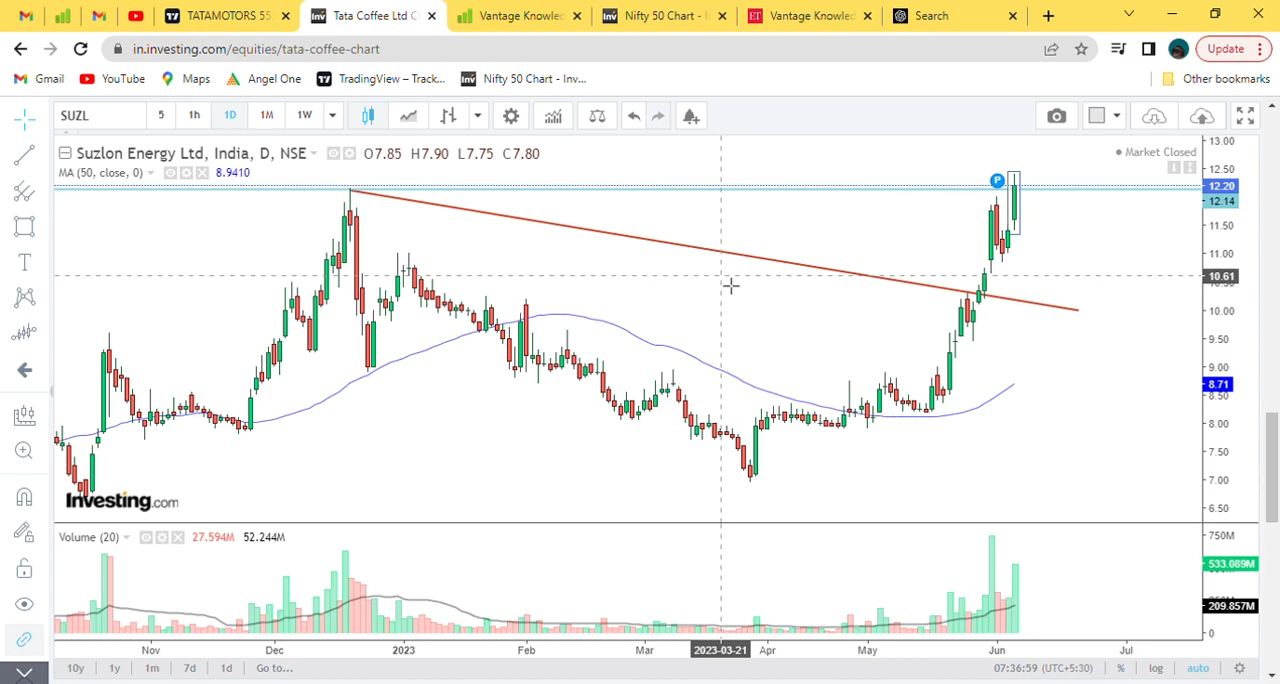 TATAMOTORS 55
Tata Coffee Ltd C
Vantage Knowled
Nifty 50 Chart - In
Vantage Knowled
Search
in.investing.com/equities/tata-coffee-chart
Update
Gmail
YouTube
Maps
Angel One
TradingView – Track...
Nifty 50 Chart - Inv...
Other bookmarks
SUZL
5
1h
1D
1M
1W
Suzlon Energy Ltd, India, D, NSE
O7.85 H7.90 L7.75 C7.80
Market Closed
MA (50, close, 0)
8.9410
P
13.00
12.50
12.20
12.14
11.50
11.00
10.61
10.00
9.50
9.00
8.71
8.50
8.00
7.50
7.00
6.50
Investing.com
Volume (20)
27.594M 52.244M
750M
533.089M
209.857M
0
Nov
Dec
2023
Feb
Mar
2023-03-21
Apr
May
Jun
Jul
10y
1y
1m
7d
1d
Go to...
07:36:59 (UTC+5:30)
%
log
auto